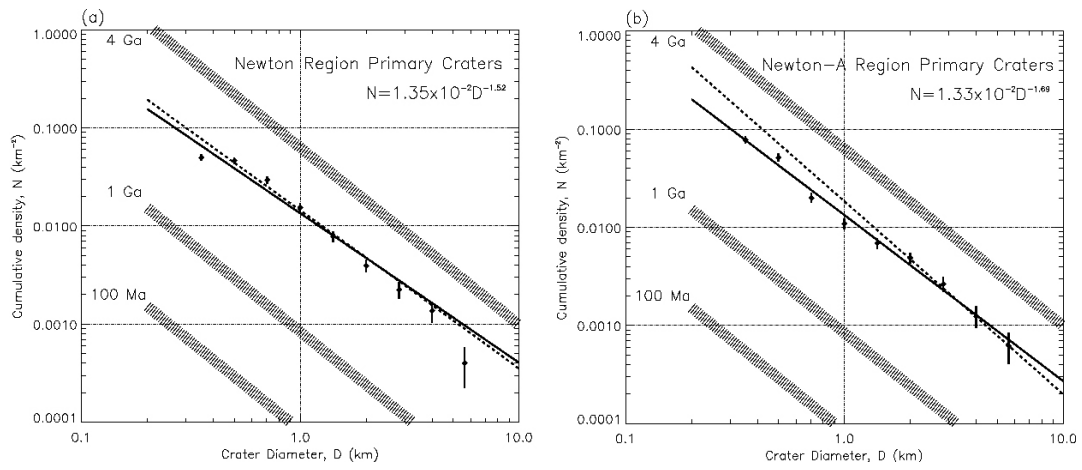 (a)
1.0000
4 Ga
Newton Region Primary Craters
N=1.35x10⁻²D⁻¹·⁵²
0.1000
1 Ga
0.0100
100 Ma
0.0010
0.0001
0.1
1.0
10.0
Cumulative density, N (km⁻²)
Crater Diameter, D (km)
(b)
1.0000
4 Ga
Newton-A Region Primary Craters
N=1.33x10⁻²D⁻¹·⁶⁹
0.1000
1 Ga
0.0100
100 Ma
0.0010
0.0001
0.1
1.0
10.0
Cumulative density, N (km⁻²)
Crater Diameter, D (km)